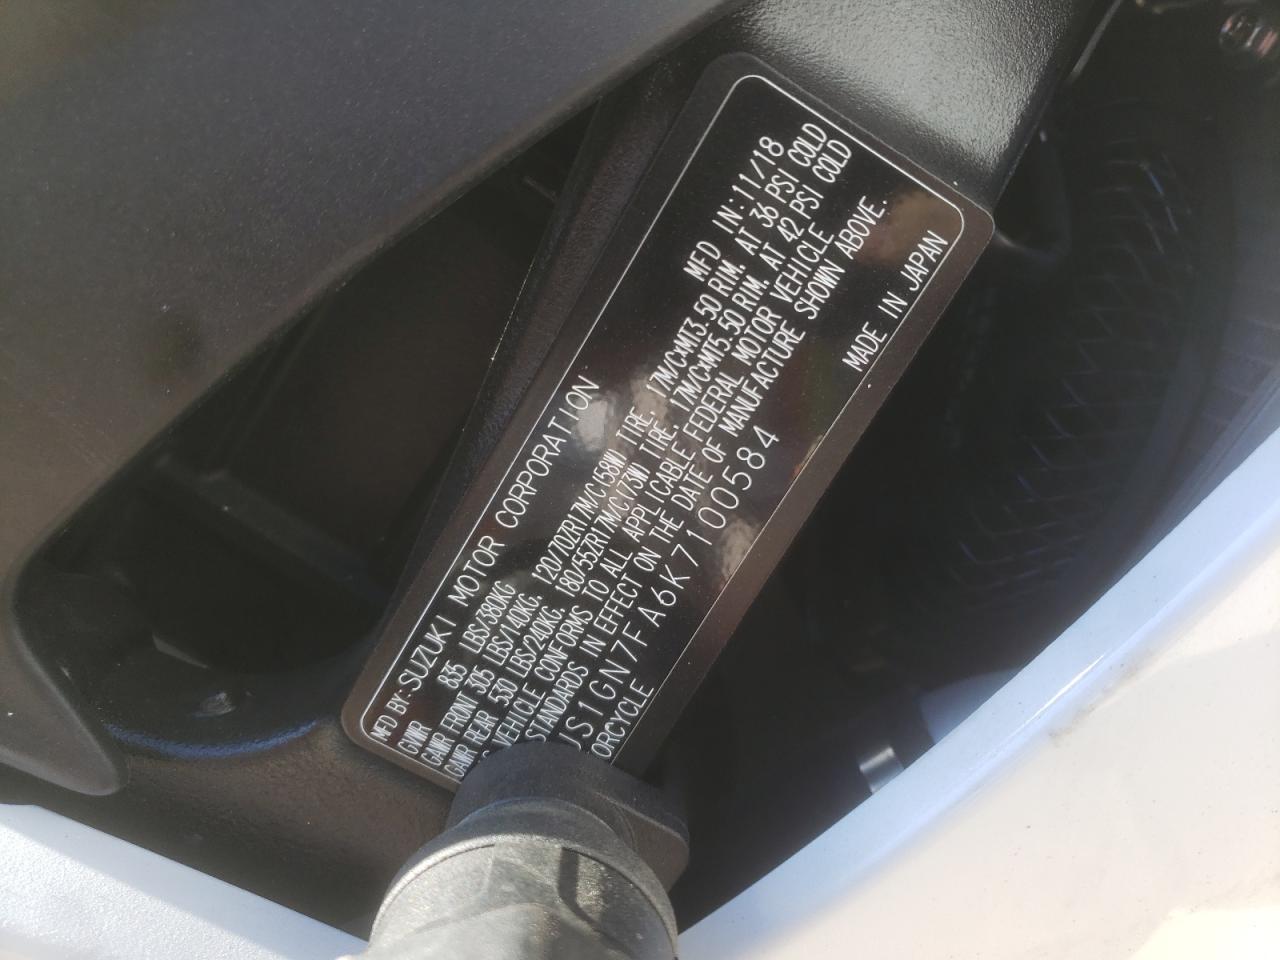 MFD BY:SUZUKI MOTOR CORPORATION MFD IN:11/18
GVWR 835 LBS/380KG
GAWR FRONT 305 LBS/140KG. 120/70ZR17M/C(58W) TIRE. 17M/CxMT3.50 RIM. AT 36 PSI COLD
GAWR REAR 530 LBS/240KG. 180/55ZR17M/C(73W) TIRE. 17M/CxMT5.50 RIM. AT 42 PSI COLD
VEHICLE CONFORMS TO ALL APPLICABLE FEDERAL MOTOR VEHICLE
STANDARDS IN EFFECT ON THE DATE OF MANUFACTURE SHOWN ABOVE.
JS1GN7FA6K7100584
ORCYCLE MADE IN JAPAN